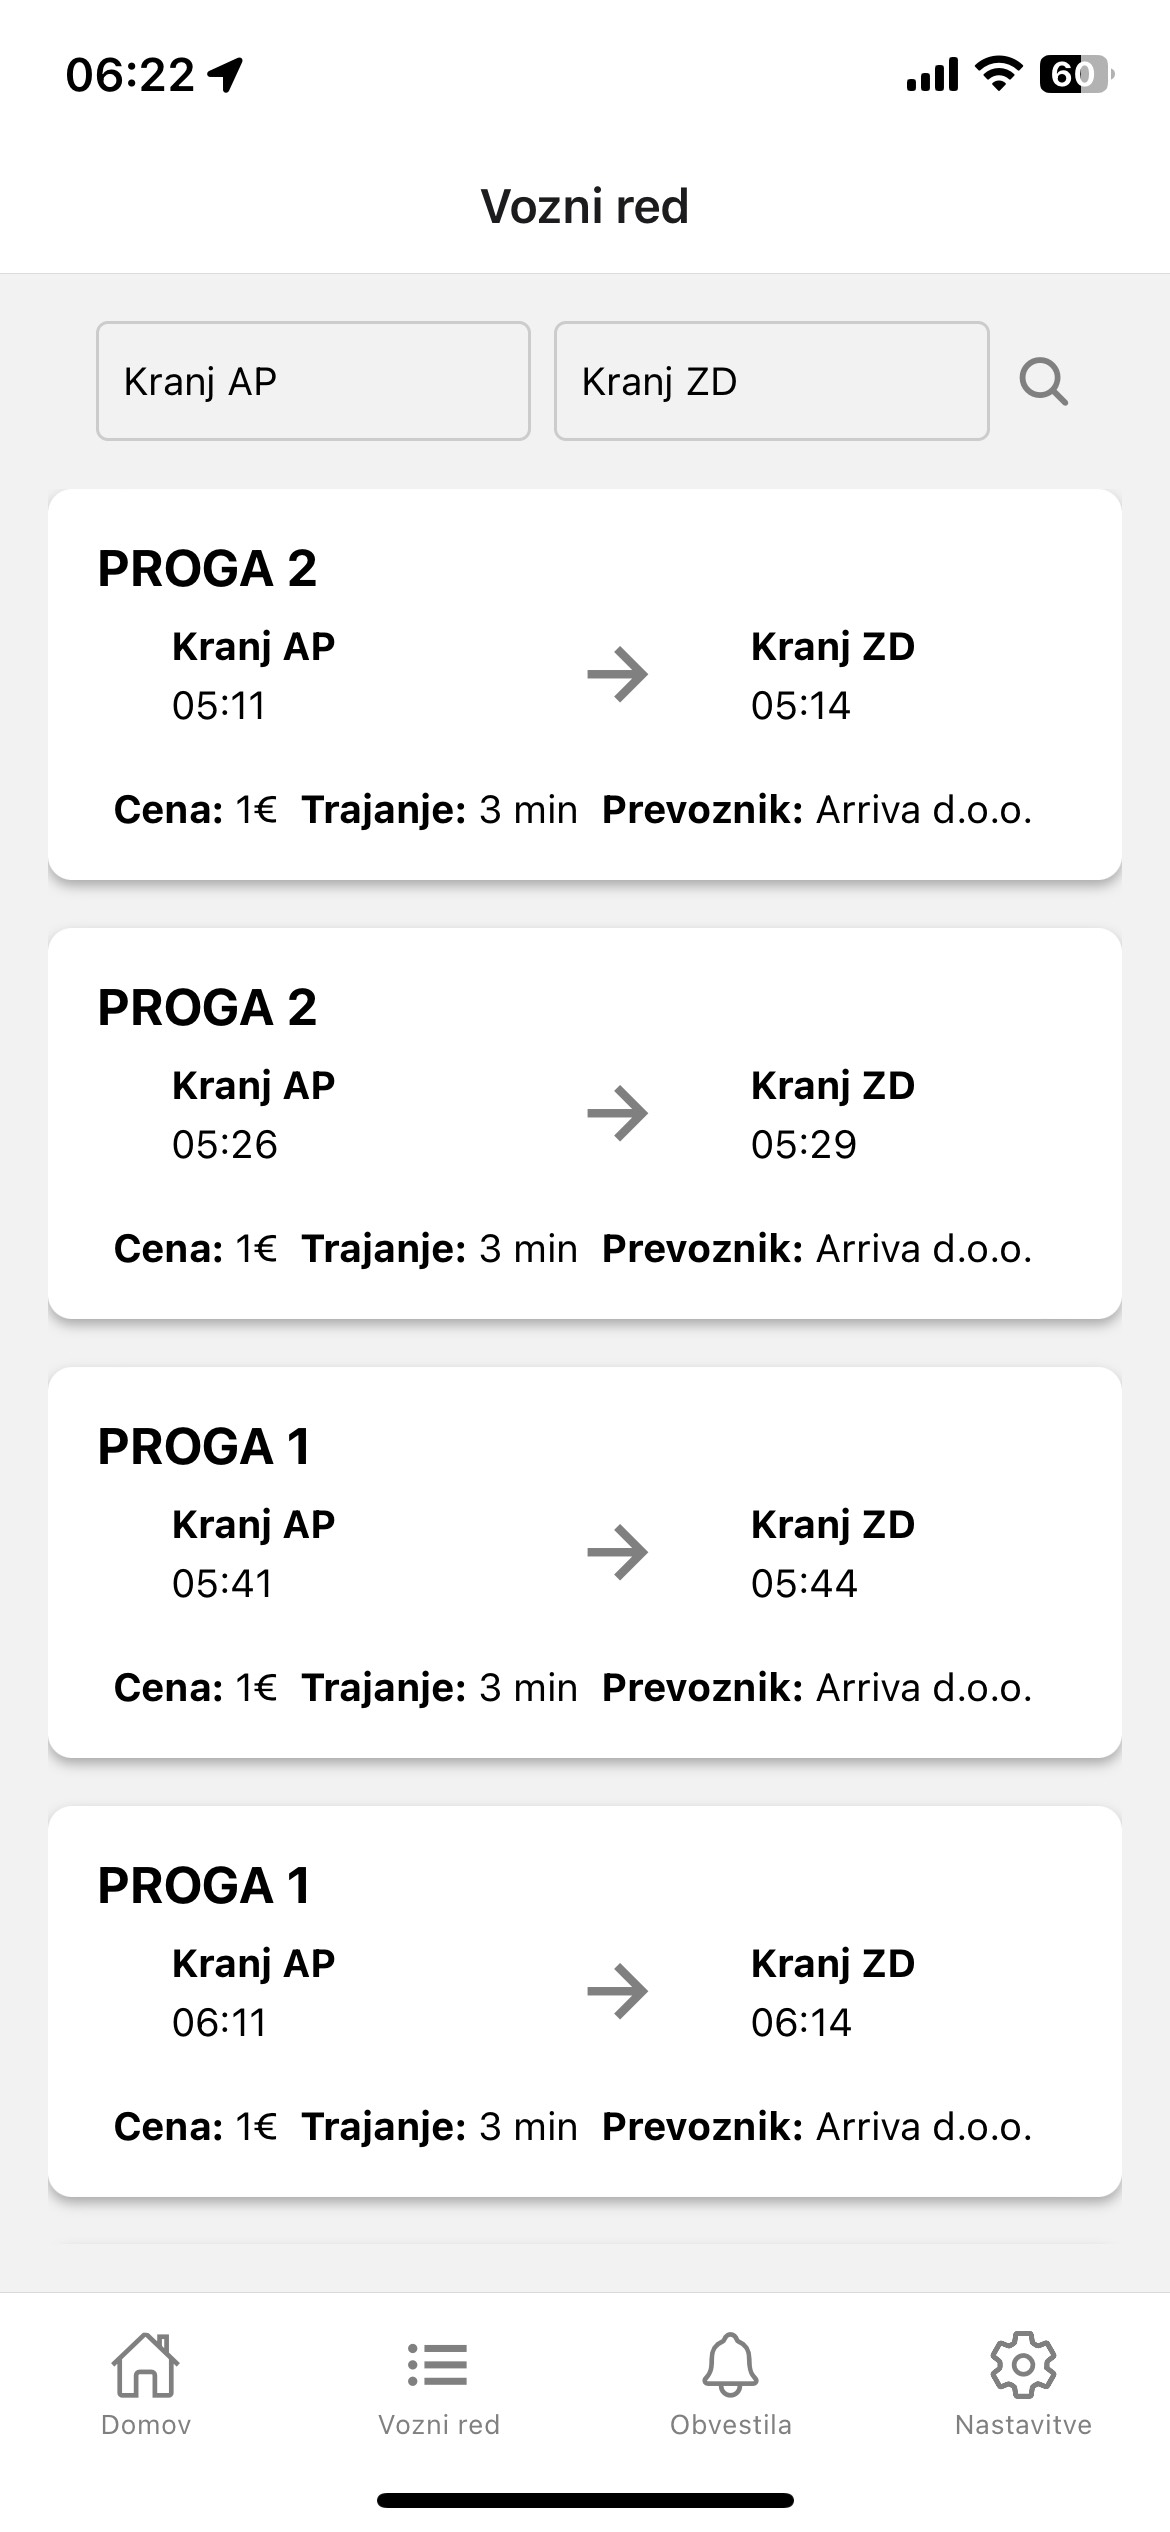 06:22
60
Vozni red
Kranj AP
Kranj ZD
PROGA 2
Kranj AP
Kranj ZD
05:11
05:14
Cena: 1€ Trajanje: 3 min Prevoznik: Arriva d.o.o.
PROGA 2
Kranj AP
Kranj ZD
05:26
05:29
Cena: 1€ Trajanje: 3 min Prevoznik: Arriva d.o.o.
PROGA 1
Kranj AP
Kranj ZD
05:41
05:44
Cena: 1€ Trajanje: 3 min Prevoznik: Arriva d.o.o.
PROGA 1
Kranj AP
Kranj ZD
06:11
06:14
Cena: 1€ Trajanje: 3 min Prevoznik: Arriva d.o.o.
Domov
Vozni red
Obvestila
Nastavitve